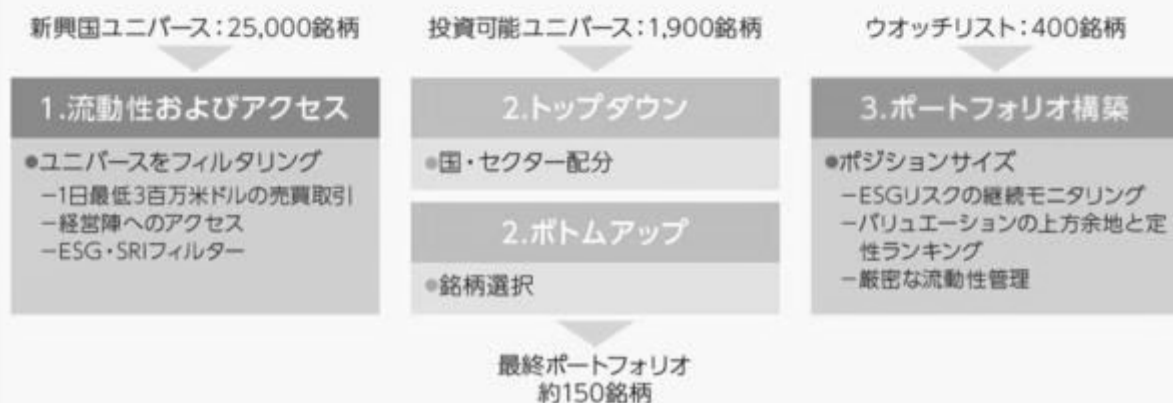 新興国ユニバース：25,000銘柄
1.流動性およびアクセス
●ユニバースをフィルタリング
−1日最低3百万米ドルの売買取引
−経営陣へのアクセス
−ESG・SRIフィルター
投資可能ユニバース：1,900銘柄
2.トップダウン
●国・セクター配分
2.ボトムアップ
●銘柄選択
最終ポートフォリオ
約150銘柄
ウオッチリスト：400銘柄
3.ポートフォリオ構築
●ポジションサイズ
−ESGリスクの継続モニタリング
−バリュエーションの上方余地と定
性ランキング
−厳密な流動性管理